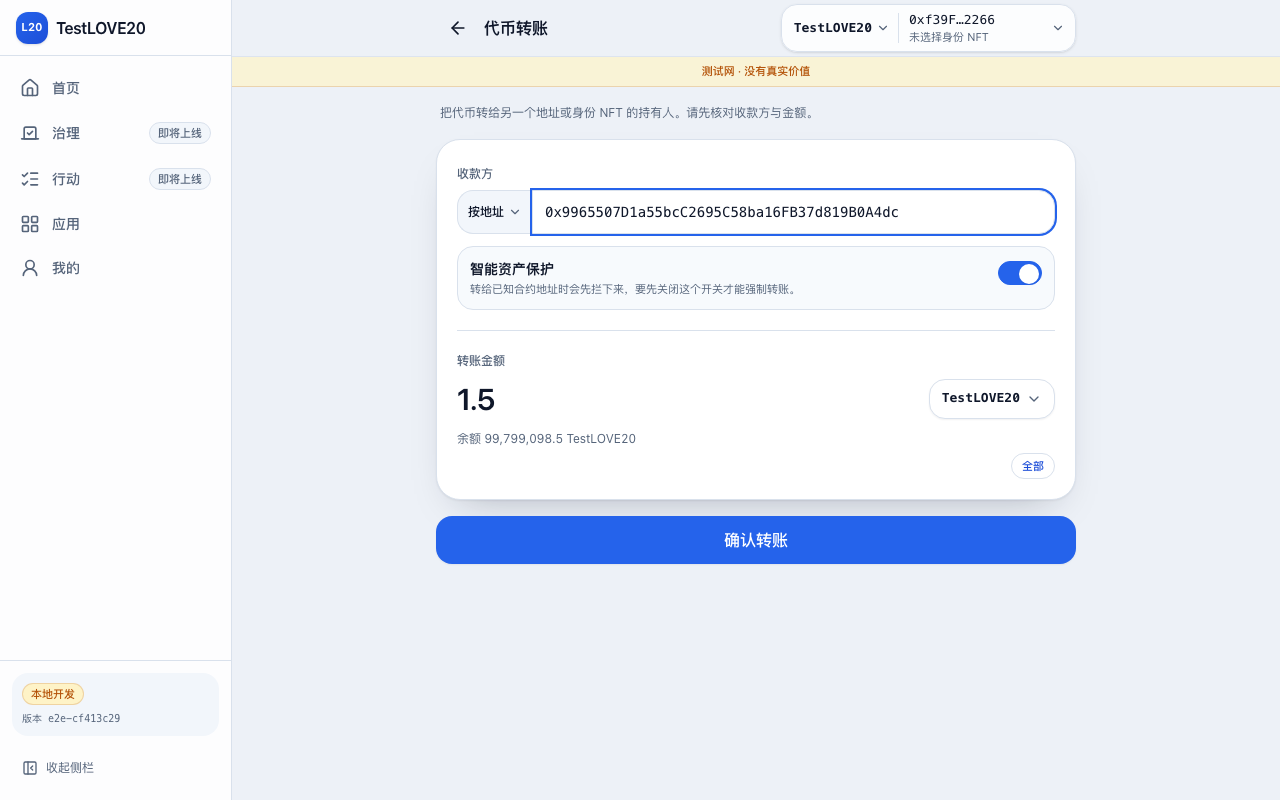 L20 TestLOVE20
首页
治理 即将上线
行动 即将上线
应用
我的
本地开发
版本 e2e-cf413c29
收起侧栏
代币转账
TestLOVE20
0xf39F…2266
未选择身份 NFT
测试网 · 没有真实价值
把代币转给另一个地址或身份 NFT 的持有人。请先核对收款方与金额。
收款方
按地址 0x9965507D1a55bcC2695C58ba16FB37d819B0A4dc
智能资产保护
转给已知合约地址时会先拦下来，要先关闭这个开关才能强制转账。
转账金额
1.5 TestLOVE20
余额 99,799,098.5 TestLOVE20
全部
确认转账